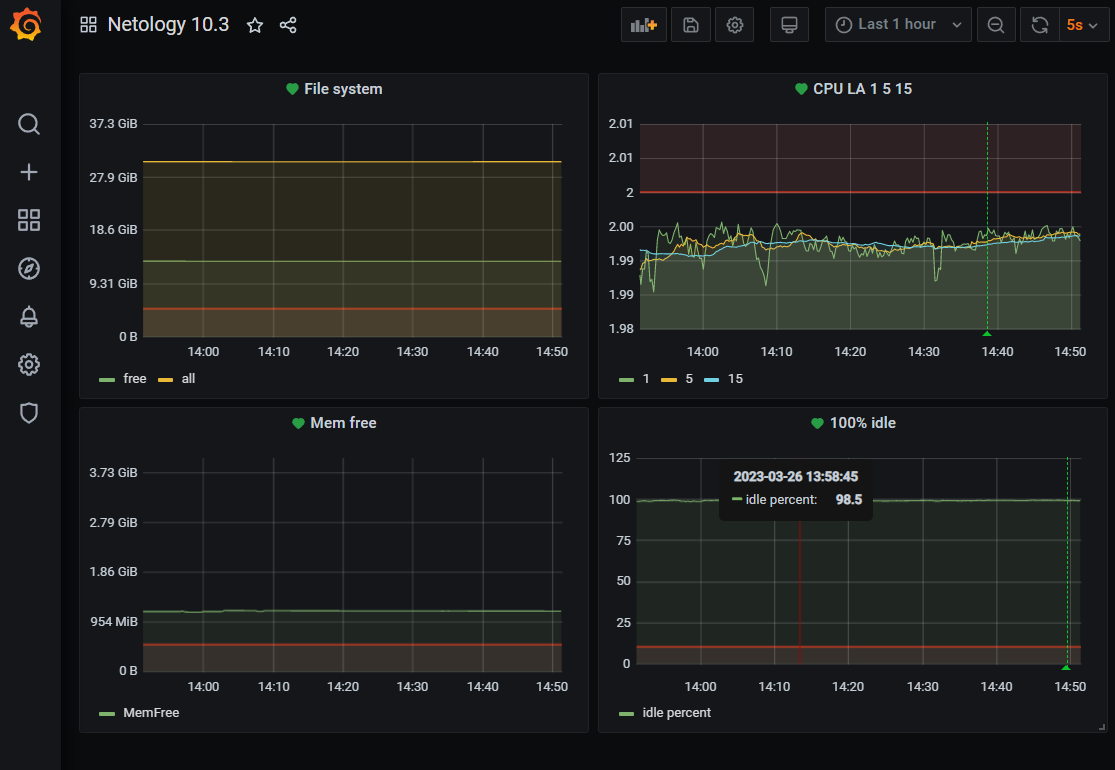 Netology 10.3
Last 1 hour
5s
File system
37.3 GiB
27.9 GiB
18.6 GiB
9.31 GiB
0 B
14:00 14:10 14:20 14:30 14:40 14:50
free all
CPU LA 1 5 15
2.01
2.01
2
2.00
1.99
1.99
1.98
14:00 14:10 14:20 14:30 14:40 14:50
1 5 15
Mem free
3.73 GiB
2.79 GiB
1.86 GiB
954 MiB
0 B
14:00 14:10 14:20 14:30 14:40 14:50
MemFree
100% idle
125
2023-03-26 13:58:45
100
idle percent: 98.5
75
50
25
0
14:00 14:10 14:20 14:30 14:40 14:50
idle percent